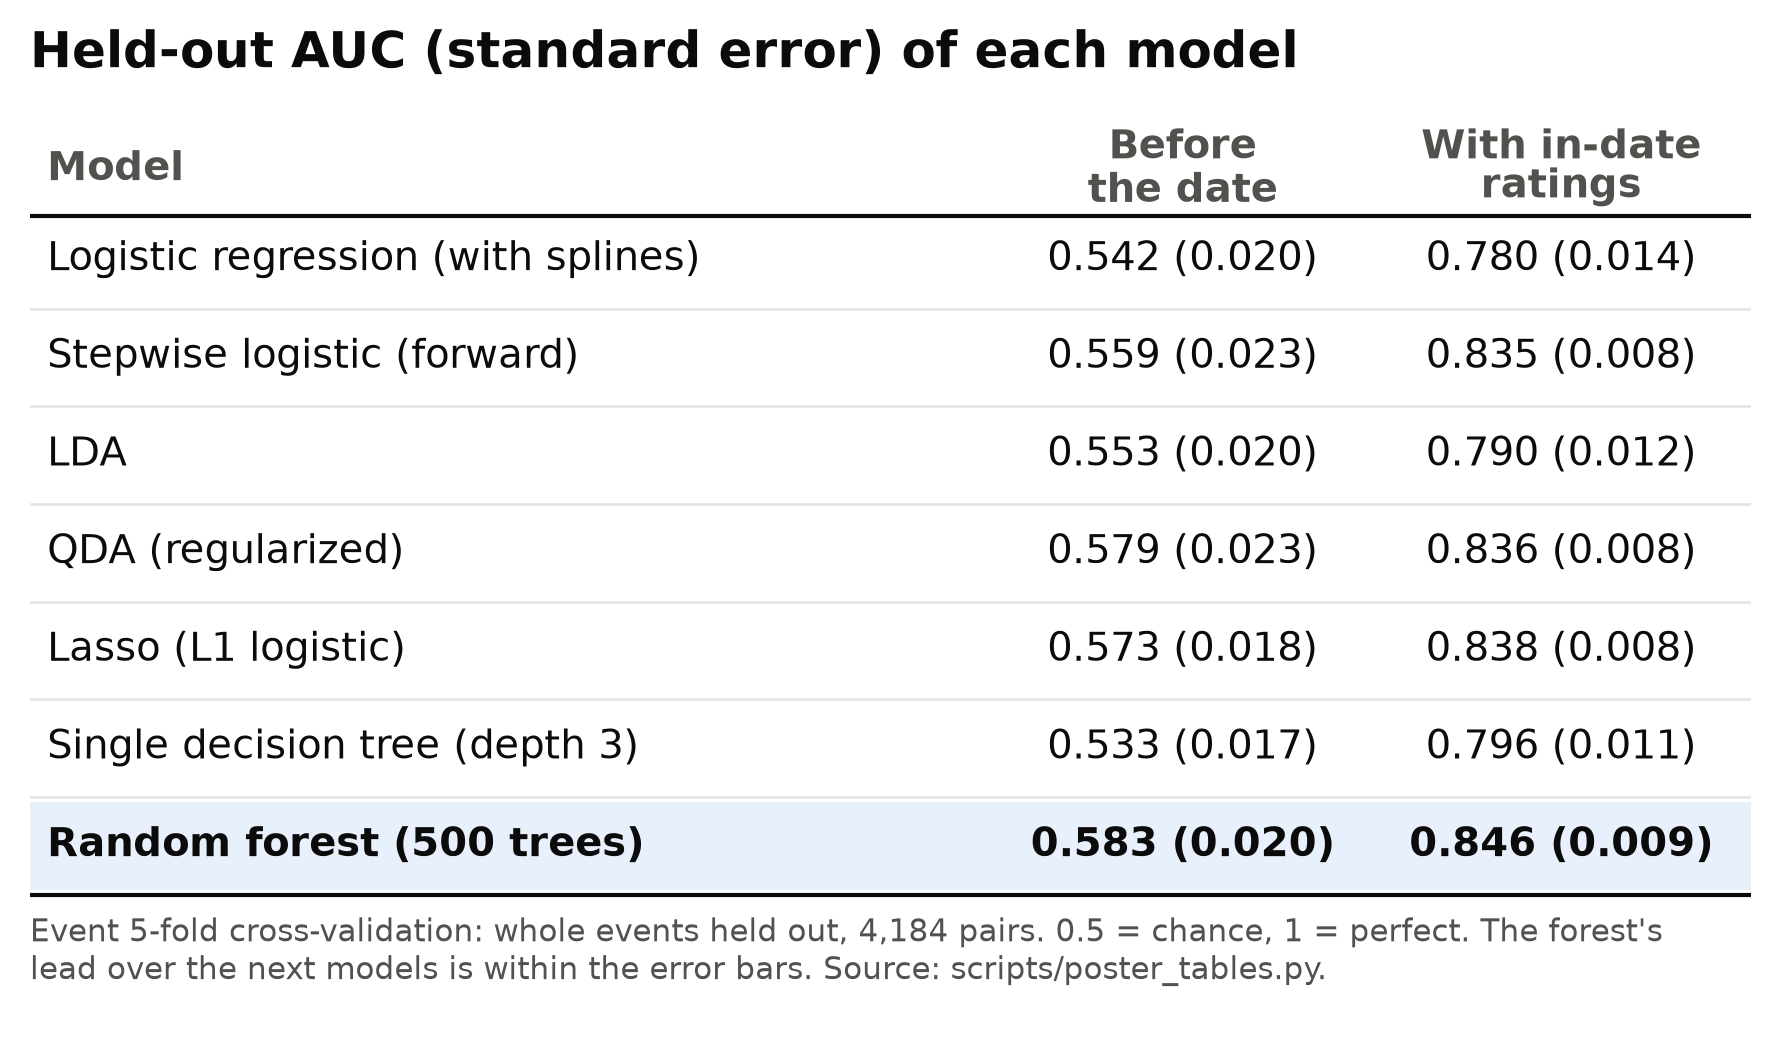 Held-out AUC (standard error) of each model
Model Before the date With in-date ratings
Logistic regression (with splines) 0.542 (0.020) 0.780 (0.014)
Stepwise logistic (forward) 0.559 (0.023) 0.835 (0.008)
LDA 0.553 (0.020) 0.790 (0.012)
QDA (regularized) 0.579 (0.023) 0.836 (0.008)
Lasso (L1 logistic) 0.573 (0.018) 0.838 (0.008)
Single decision tree (depth 3) 0.533 (0.017) 0.796 (0.011)
Random forest (500 trees) 0.583 (0.020) 0.846 (0.009)
Event 5-fold cross-validation: whole events held out, 4,184 pairs. 0.5 = chance, 1 = perfect. The forest's
lead over the next models is within the error bars. Source: scripts/poster_tables.py.